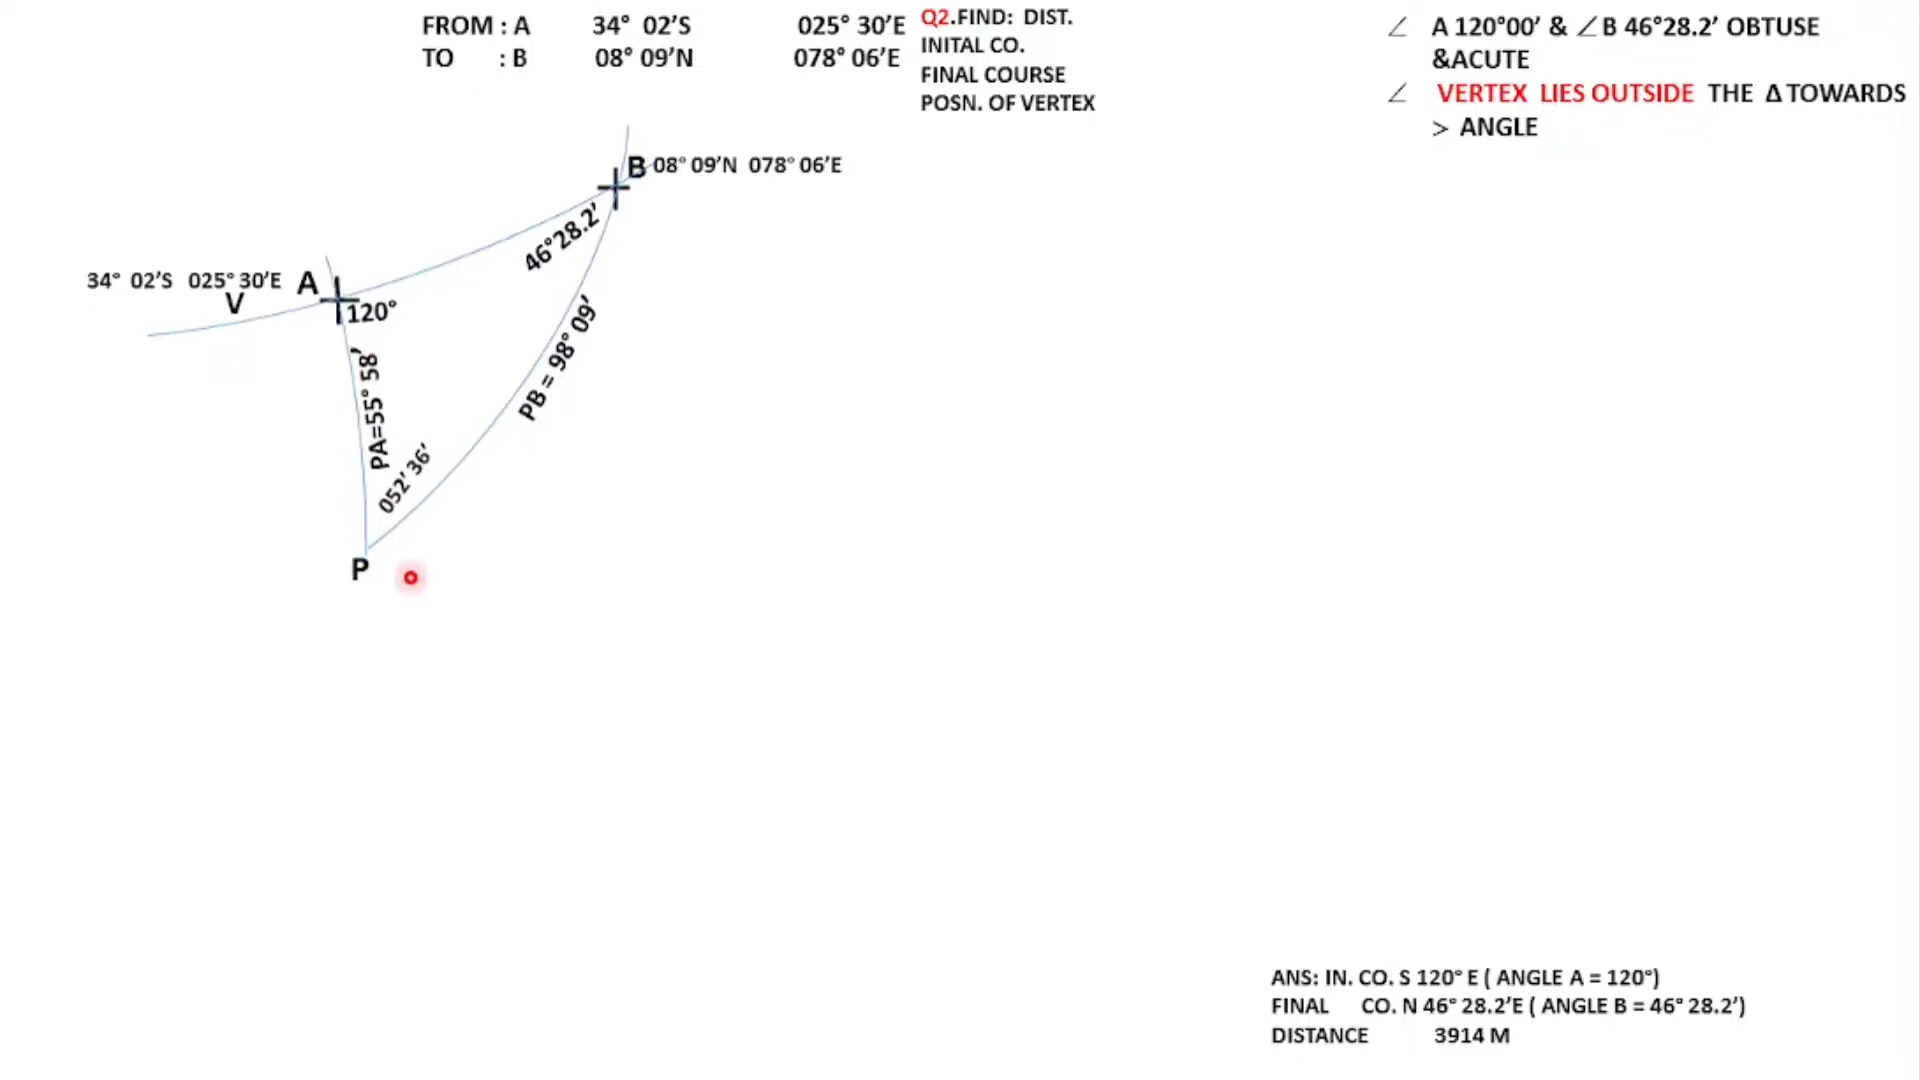 FROM : A 34° 02'S 025° 30'E
TO : B 08° 09'N 078° 06'E
Q2.FIND: DIST.
INITAL CO.
FINAL COURSE
POSN. OF VERTEX
∠ A 120°00' & ∠B 46°28.2' OBTUSE
&ACUTE
∠ VERTEX LIES OUTSIDE THE Δ TOWARDS
> ANGLE
B 08° 09'N 078° 06'E
46°28.2'
34° 02'S 025° 30'E A
V
120°
PA=55° 58'
PB = 98° 09'
052' 36'
P
ANS: IN. CO. S 120° E ( ANGLE A = 120°)
FINAL CO. N 46° 28.2'E ( ANGLE B = 46° 28.2')
DISTANCE 3914 M